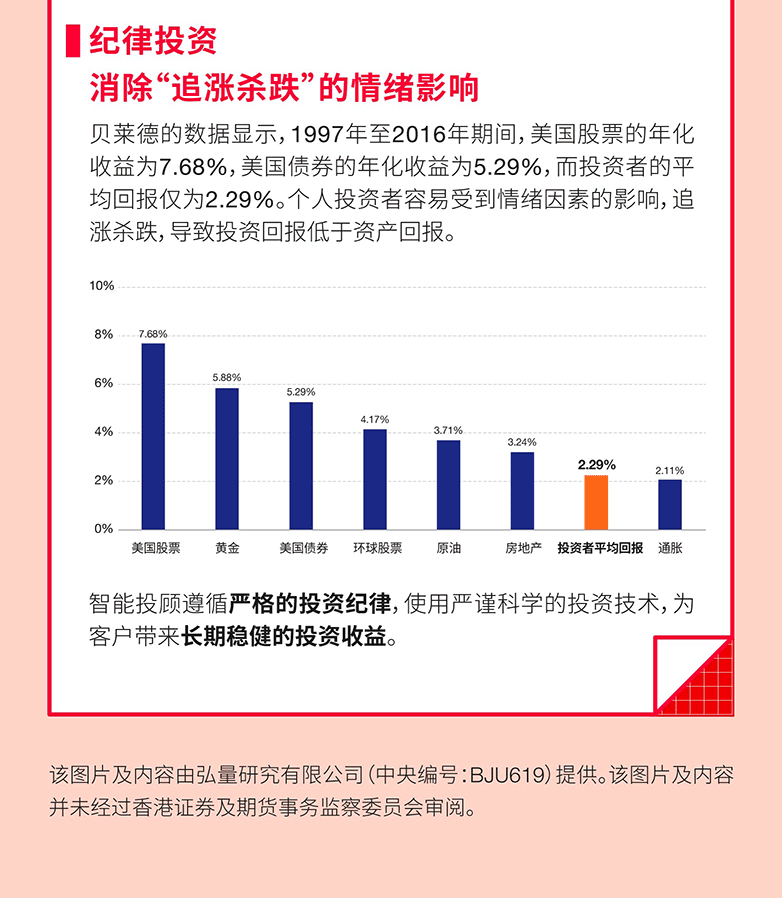 纪律投资
消除“追涨杀跌”的情绪影响
贝莱德的数据显示，1997年至2016年期间，美国股票的年化
收益为7.68%，美国债券的年化收益为5.29%，而投资者的平
均回报仅为2.29%。个人投资者容易受到情绪因素的影响，追
涨杀跌，导致投资回报低于资产回报。
10%
8%
6%
4%
2%
0%
7.68%
5.88%
5.29%
4.17%
3.71%
3.24%
2.29%
2.11%
美国股票
黄金
美国债券
环球股票
原油
房地产
投资者平均回报
通胀
智能投顾遵循严格的投资纪律，使用严谨科学的投资技术，为
客户带来长期稳健的投资收益。
该图片及内容由弘量研究有限公司（中央编号：BJU619）提供。该图片及内容
并未经过香港证券及期货事务监察委员会审阅。